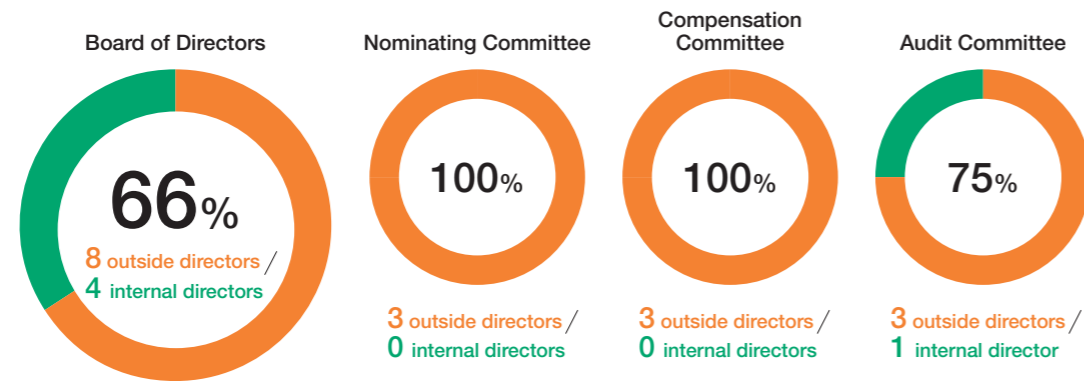 Board of Directors
66%
8 outside directors /
4 internal directors
Nominating Committee
100%
3 outside directors /
0 internal directors
Compensation
Committee
100%
3 outside directors /
0 internal directors
Audit Committee
75%
3 outside directors /
1 internal director